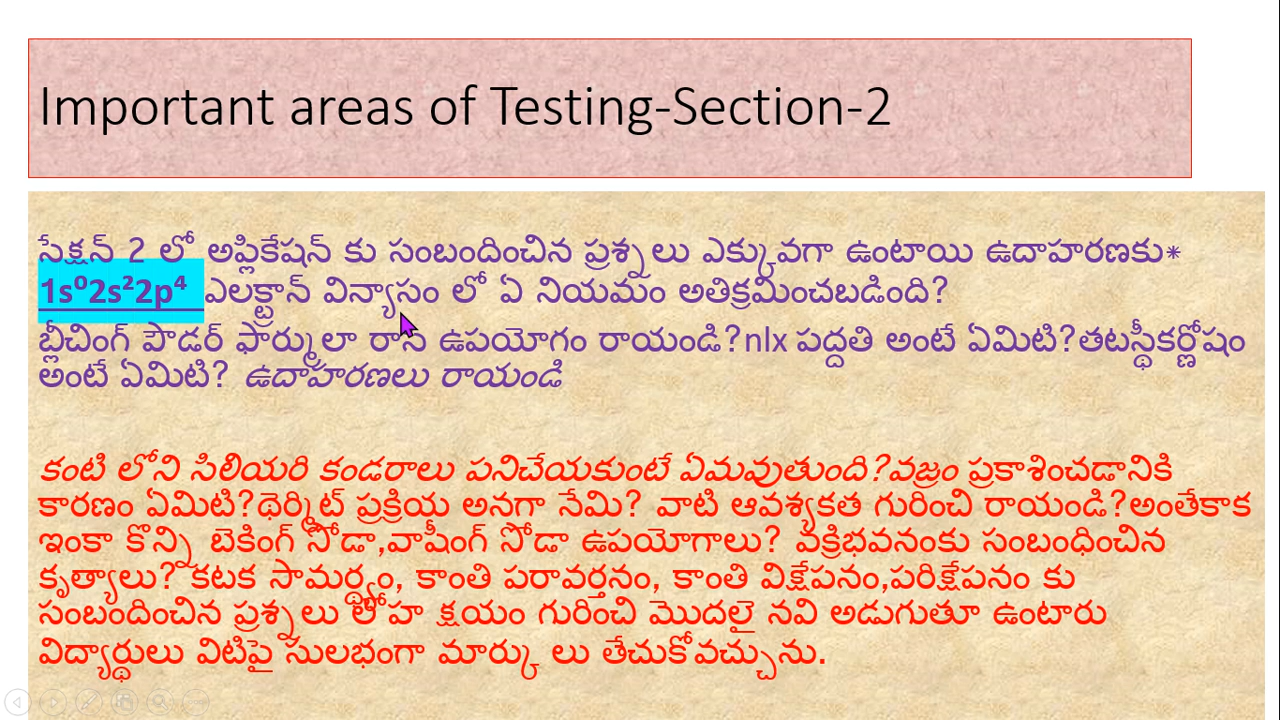 Important areas of Testing-Section-2
సేక్షన్ 2 లో అప్లికేషన్ కు సంబందించిన ప్రశ్నలు ఎక్కువగా ఉంటాయి ఉదాహరణకు*
1s⁰2s²2p⁴ ఎలక్ట్రాన్ విన్యాసం లో ఏ నియమం అతిక్రమించబడింది?
బ్లీచింగ్ పౌడర్ ఫార్ములా రాసి ఉపయోగం రాయండి?nlx పద్దతి అంటే ఏమిటి?తటస్థీకర్ణోషం
అంటే ఏమిటి? ఉదాహరణలు రాయండి
కంటి లోని సిలియరి కండరాలు పనిచేయకుంటే ఏమవుతుంది?వజ్రం ప్రకాశించడానికి
కారణం ఏమిటి?థెర్మిట్ ప్రక్రియ అనగా నేమి? వాటి ఆవశ్యకత గురించి రాయండి?అంతేకాక
ఇంకా కొన్ని బెకింగ్ సోడా,వాషీంగ్ సోడా ఉపయోగాలు? వక్రీభవనంకు సంబంధించిన
కృత్యాలు? కటక సామర్థ్యం, కాంతి పరావర్తనం, కాంతి విక్షేపనం,పరిక్షేపనం కు
సంబందించిన ప్రశ్నలు లోహ క్షయం గురించి మొదలై నవి అడుగుతూ ఉంటారు
విద్యార్థులు విటిపై సులభంగా మార్కు లు తేచుకోవచ్చును.